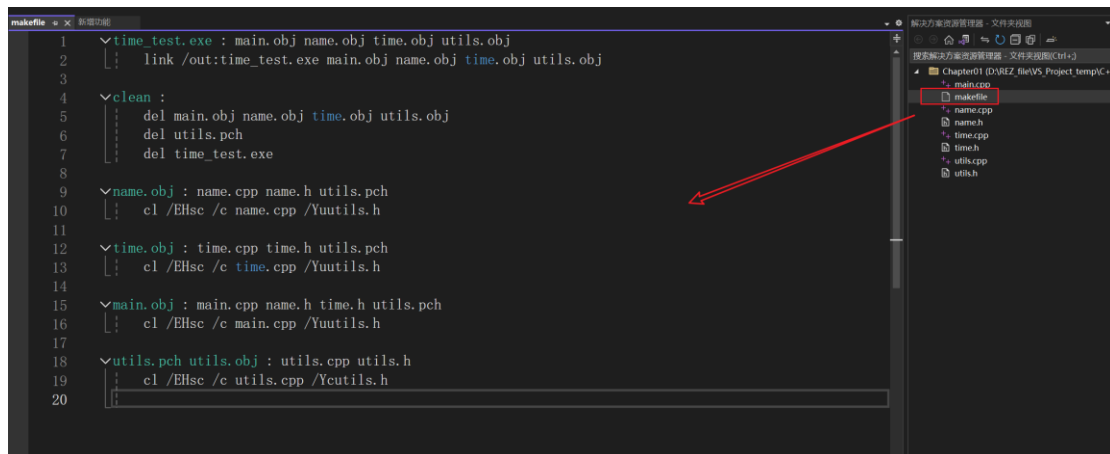 makefile
新增功能
1 time_test.exe : main.obj name.obj time.obj utils.obj
2 link /out:time_test.exe main.obj name.obj time.obj utils.obj
3
4 clean :
5 del main.obj name.obj time.obj utils.obj
6 del utils.pch
7 del time_test.exe
8
9 name.obj : name.cpp name.h utils.pch
10 cl /EHsc /c name.cpp /Yuutils.h
11
12 time.obj : time.cpp time.h utils.pch
13 cl /EHsc /c time.cpp /Yuutils.h
14
15 main.obj : main.cpp name.h time.h utils.pch
16 cl /EHsc /c main.cpp /Yuutils.h
17
18 utils.pch utils.obj : utils.cpp utils.h
19 cl /EHsc /c utils.cpp /Ycutils.h
20
解决方案资源管理器 - 文件夹视图
搜索解决方案资源管理器 - 文件夹视图(Ctrl+;)
Chapter01 (D:\REZ_file\VS_Project_temp\C+
main.cpp
makefile
name.cpp
name.h
time.cpp
time.h
utils.cpp
utils.h